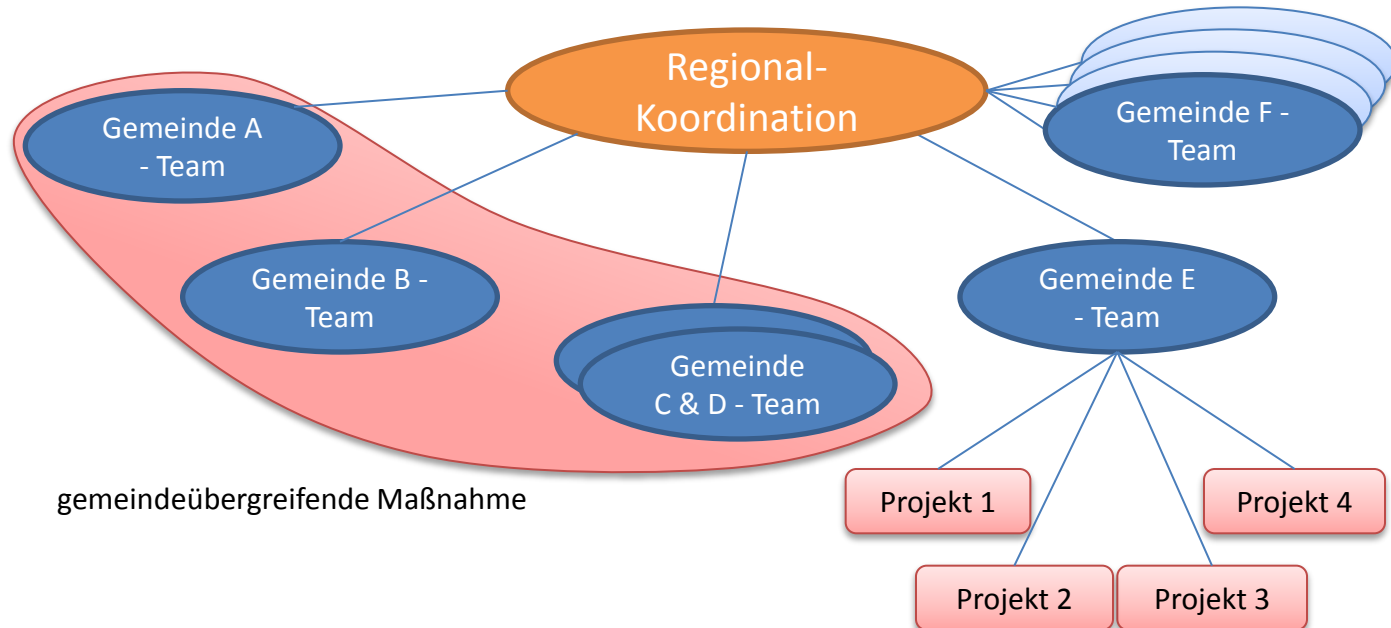 Regional-
Koordination
Gemeinde A
- Team
Gemeinde F -
Team
Gemeinde B -
Team
Gemeinde E
- Team
Gemeinde
C & D - Team
gemeindeübergreifende Maßnahme
Projekt 1
Projekt 4
Projekt 2
Projekt 3